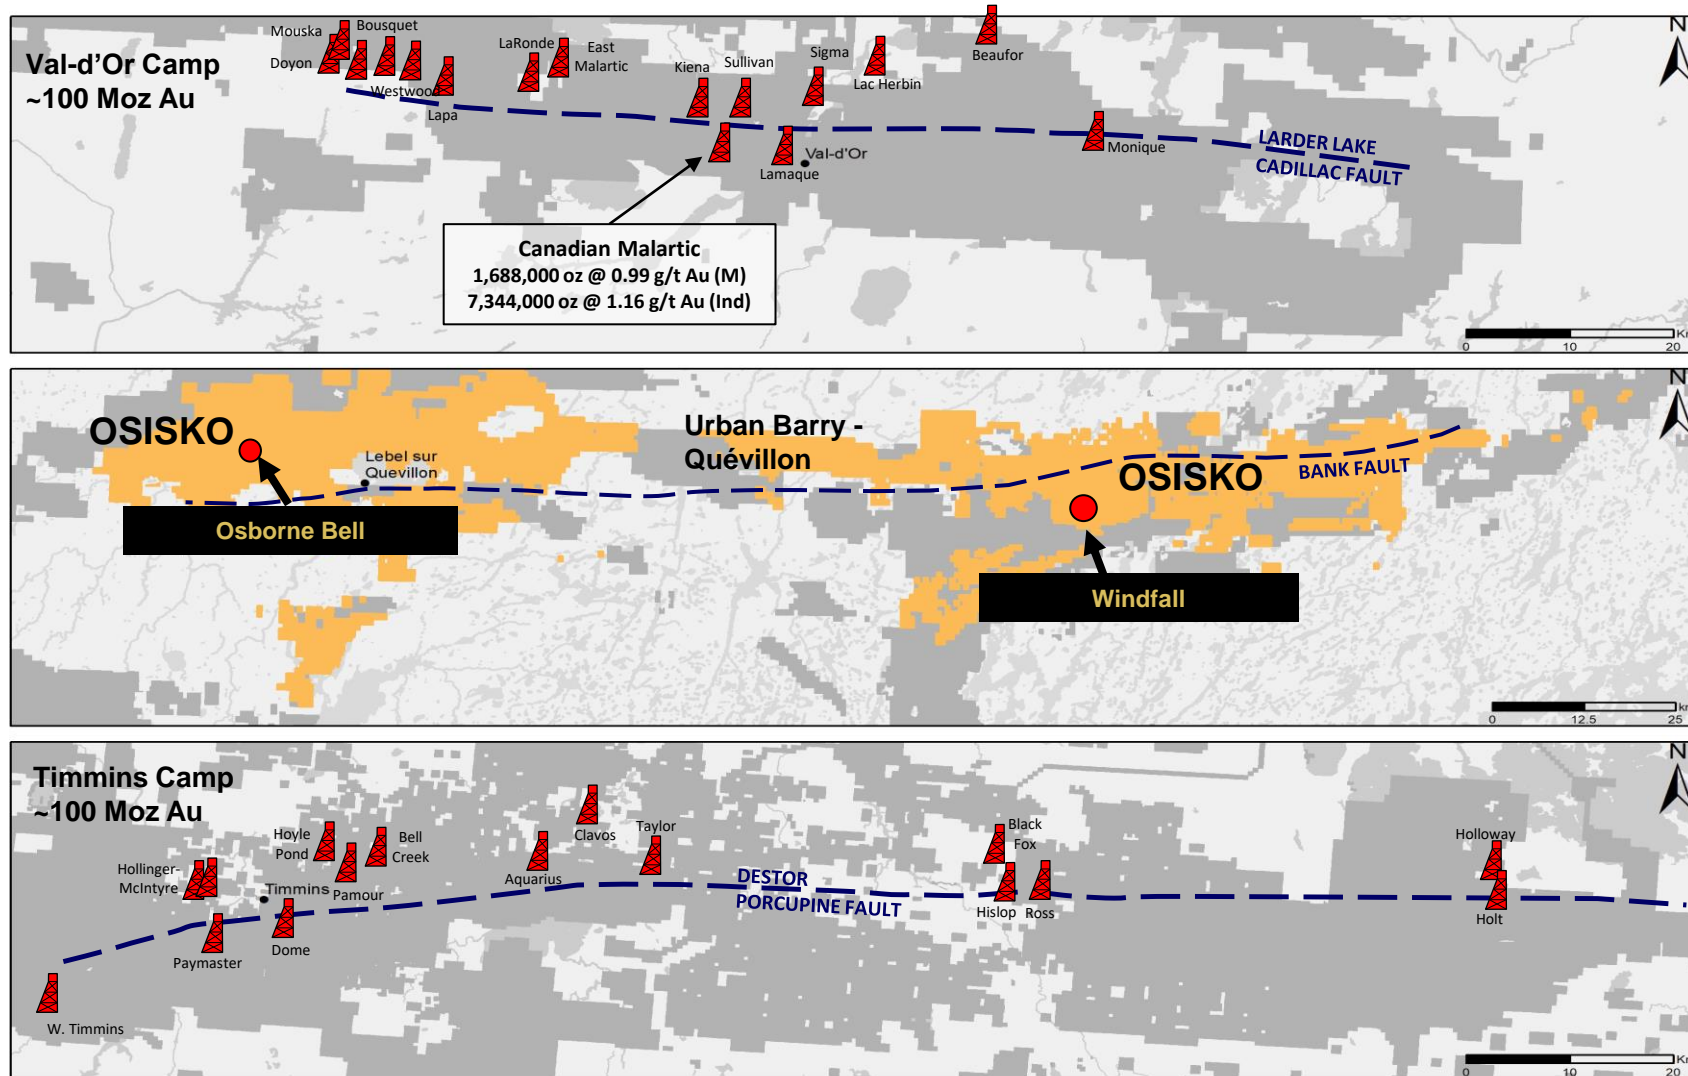 Val-d'Or Camp
~100 Moz Au
Mouska
Bousquet
Doyon
Westwood
Lapa
LaRonde
East
Malartic
Kiena
Sullivan
Sigma
Lac Herbin
Beaufor
Lamaque
Val-d'Or
Monique
LARDER LAKE
CADILLAC FAULT
Canadian Malartic
1,688,000 oz @ 0.99 g/t Au (M)
7,344,000 oz @ 1.16 g/t Au (Ind)
N
Km
0 10 20
OSISKO
Lebel sur
Quevillon
Osborne Bell
Urban Barry -
Quévillon
OSISKO
BANK FAULT
Windfall
N
km
0 12.5 25
Timmins Camp
~100 Moz Au
Hollinger-
McIntyre
Hoyle
Pond
Bell
Creek
Pamour
Timmins
Paymaster
Dome
W. Timmins
Aquarius
Clavos
Taylor
DESTOR
PORCUPINE FAULT
Black
Fox
Hislop
Ross
Holloway
Holt
N
Km
0 10 20